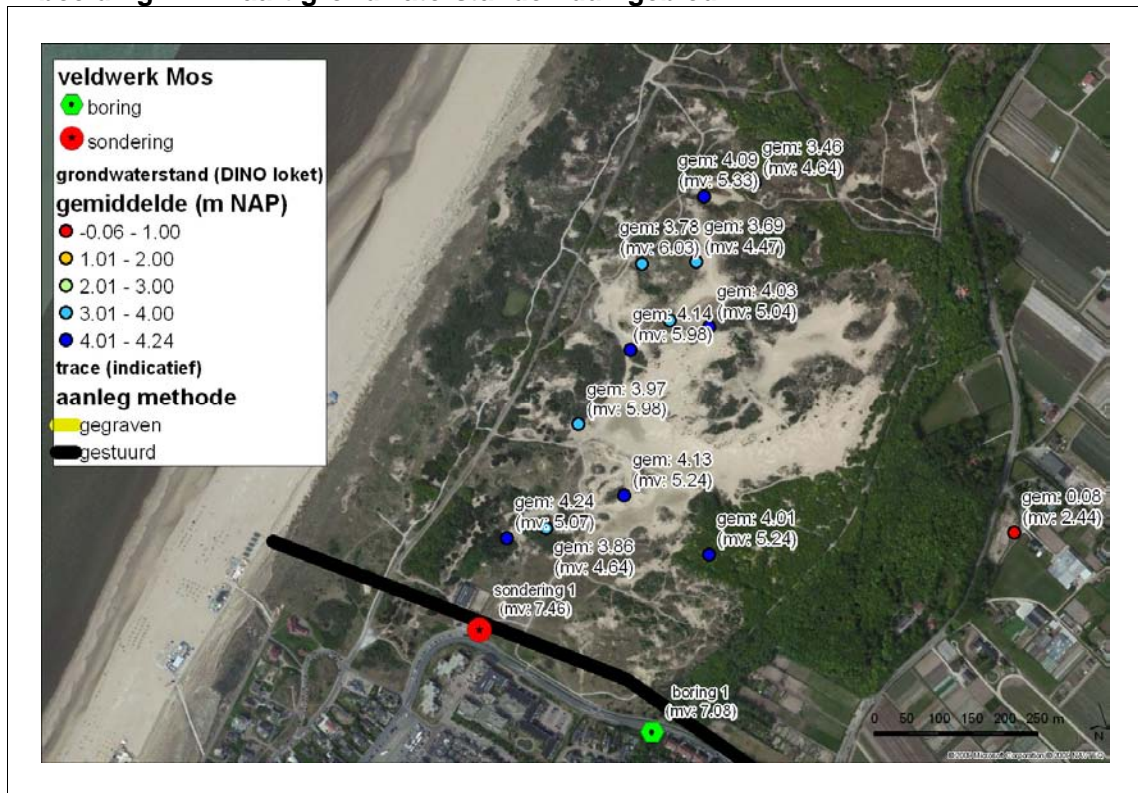 veldwerk Mos
boring
sondering
grondwaterstand (DINO loket)
gemiddelde (m NAP)
-0.06 - 1.00
1.01 - 2.00
2.01 - 3.00
3.01 - 4.00
4.01 - 4.24
trace (indicatief)
aanleg methode
gegraven
gestuurd
gem: 4.09
(mv: 5.33)
gem: 3.46
(mv: 4.64)
gem: 3.78
(mv: 6.03)
gem: 3.69
(mv: 4.47)
gem: 4.03
(mv: 5.04)
gem: 4.14
(mv: 5.98)
gem: 3.97
(mv: 5.98)
gem: 4.13
(mv: 5.24)
gem: 4.24
(mv: 5.07)
gem: 3.86
(mv: 4.64)
gem: 4.01
(mv: 5.24)
gem: 0.08
(mv: 2.44)
sondering 1
(mv: 7.46)
boring 1
(mv: 7.08)
0 50 100 150 200 250 m
N